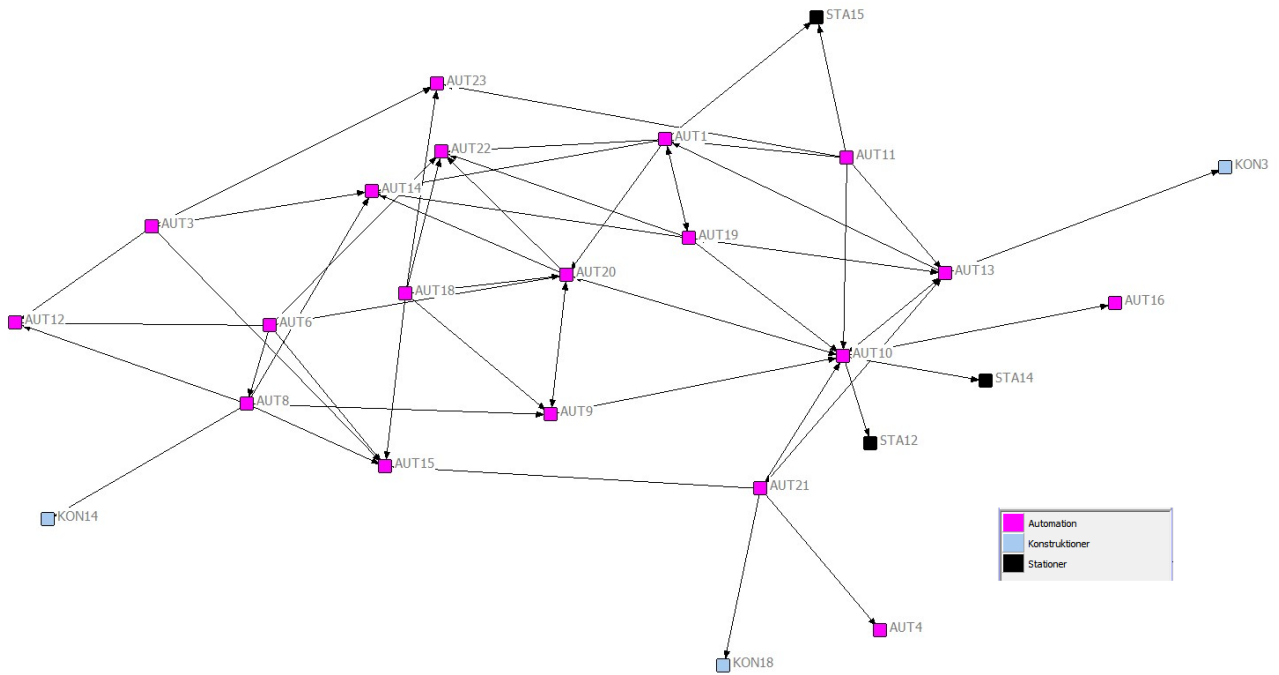 STA15
AUT23
AUT1
AUT22
AUT11
KON3
AUT14
AUT3
AUT19
AUT20
AUT13
AUT18
AUT16
AUT12
AUT6
AUT10
STA14
AUT8
AUT9
STA12
AUT15
AUT21
KON14
Automation
Konstruktioner
Stationer
AUT4
KON18